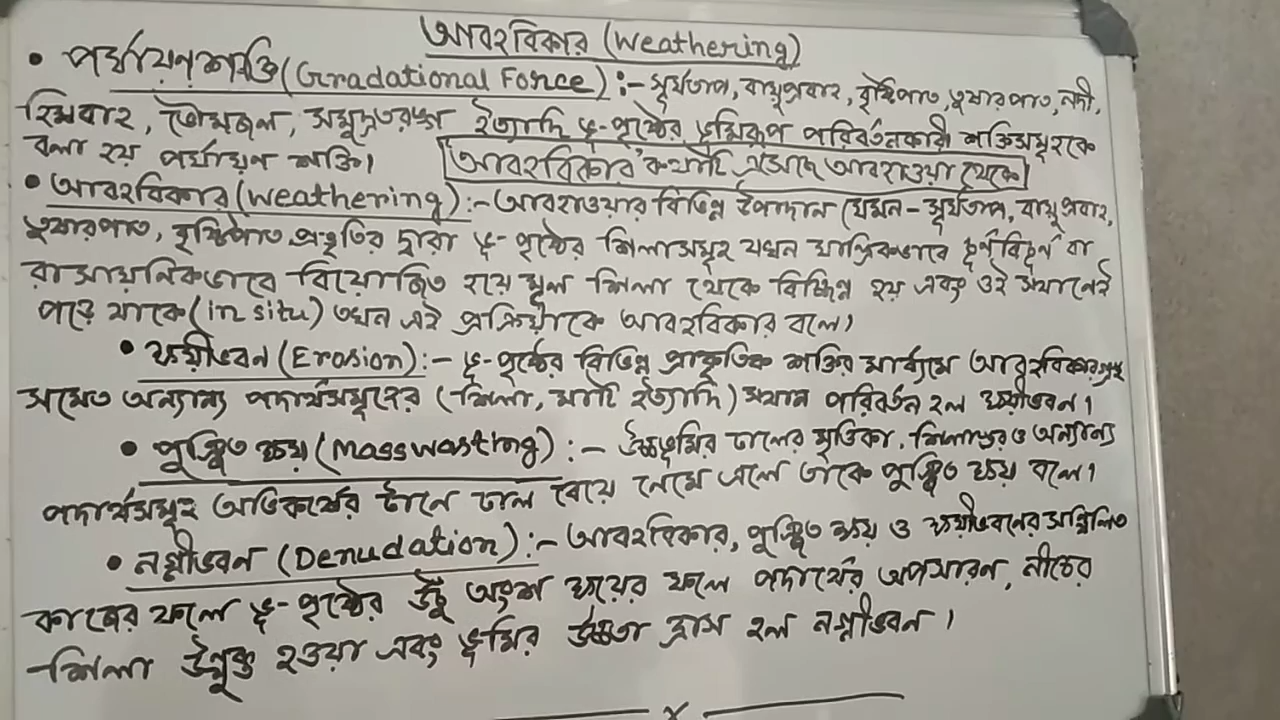 আবহবিকার (Weathering)
• পর্যায়ণ শক্তি (Gradational Force) :- সূর্যতাপ, বায়ুপ্রবাহ, বৃষ্টিপাত, তুষারপাত, নদী,
হিমবাহ, ভৌমজল, সমুদ্রতরঙ্গ ইত্যাদি ভূ-পৃষ্ঠের ভূমিরূপ পরিবর্তনকারী শক্তিসমূহকে
বলা হয় পর্যায়ণ শক্তি। 'আবহবিকার' কথাটি এসেছে আবহাওয়া থেকে।
• আবহবিকার (Weathering) :- আবহাওয়ার বিভিন্ন উপাদান যেমন - সূর্যতাপ, বায়ুপ্রবাহ,
তুষারপাত, বৃষ্টিপাত প্রভৃতির দ্বারা ভূ-পৃষ্ঠের শিলাসমূহ যখন যান্ত্রিকভাবে চূর্ণবিচূর্ণ বা
রাসায়নিকভাবে বিয়োজিত হয়ে মূল শিলা থেকে বিচ্ছিন্ন হয় এবং ওই স্থানেই
পড়ে থাকে (in situ) তখন এই প্রক্রিয়াকে আবহবিকার বলে।
• ক্ষয়ীভবন (Erosion) :- ভূ-পৃষ্ঠের বিভিন্ন প্রাকৃতিক শক্তির মাধ্যমে আবহবিকারগ্রস্থ
সমেত অন্যান্য পদার্থসমূহের (শিলা, মাটি ইত্যাদি) স্থান পরিবর্তন হল ক্ষয়ীভবন।
• পুঞ্জিত ক্ষয় (Mass wasting) :- উচ্চভূমির ঢালের মৃত্তিকা, শিলাস্তর ও অন্যান্য
পদার্থসমূহ অভিকর্ষের টানে ঢাল বেয়ে নেমে এলে তাকে পুঞ্জিত ক্ষয় বলে।
• নগ্নীভবন (Denudation) :- আবহবিকার, পুঞ্জিত ক্ষয় ও ক্ষয়ীভবনের সম্মিলিত
কাজের ফলে ভূ-পৃষ্ঠের উঁচু অংশ ক্ষয়ের ফলে পদার্থের অপসারন, নীচের
শিলা উন্মুক্ত হওয়া এবং ভূমির উচ্চতা হ্রাস হল নগ্নীভবন।
x